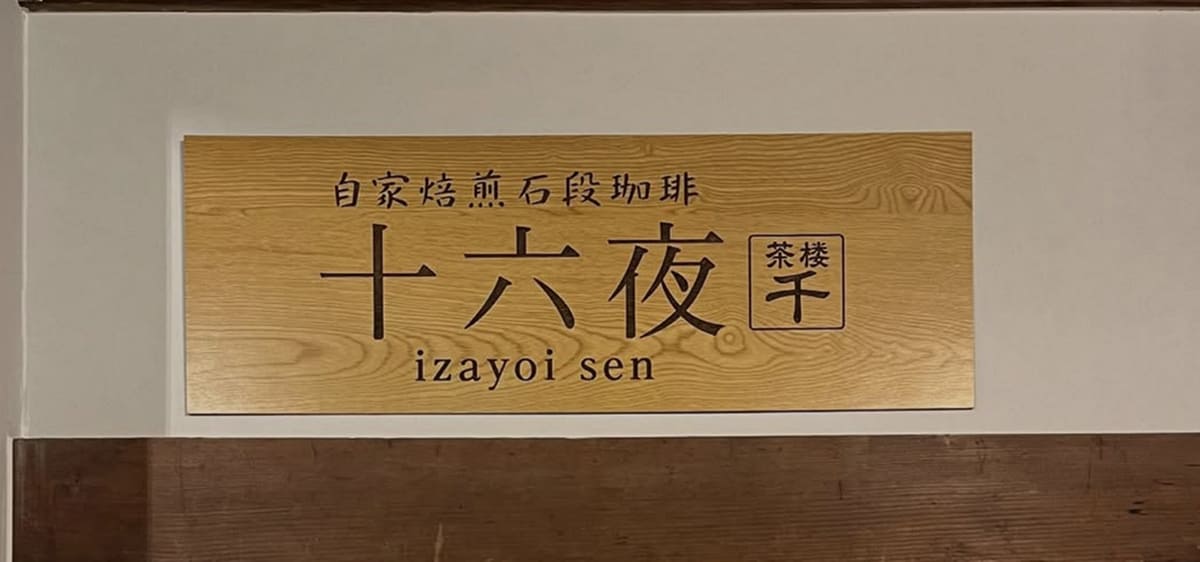 自家焙煎石段珈琲
十六夜
茶楼
千
izayoi sen